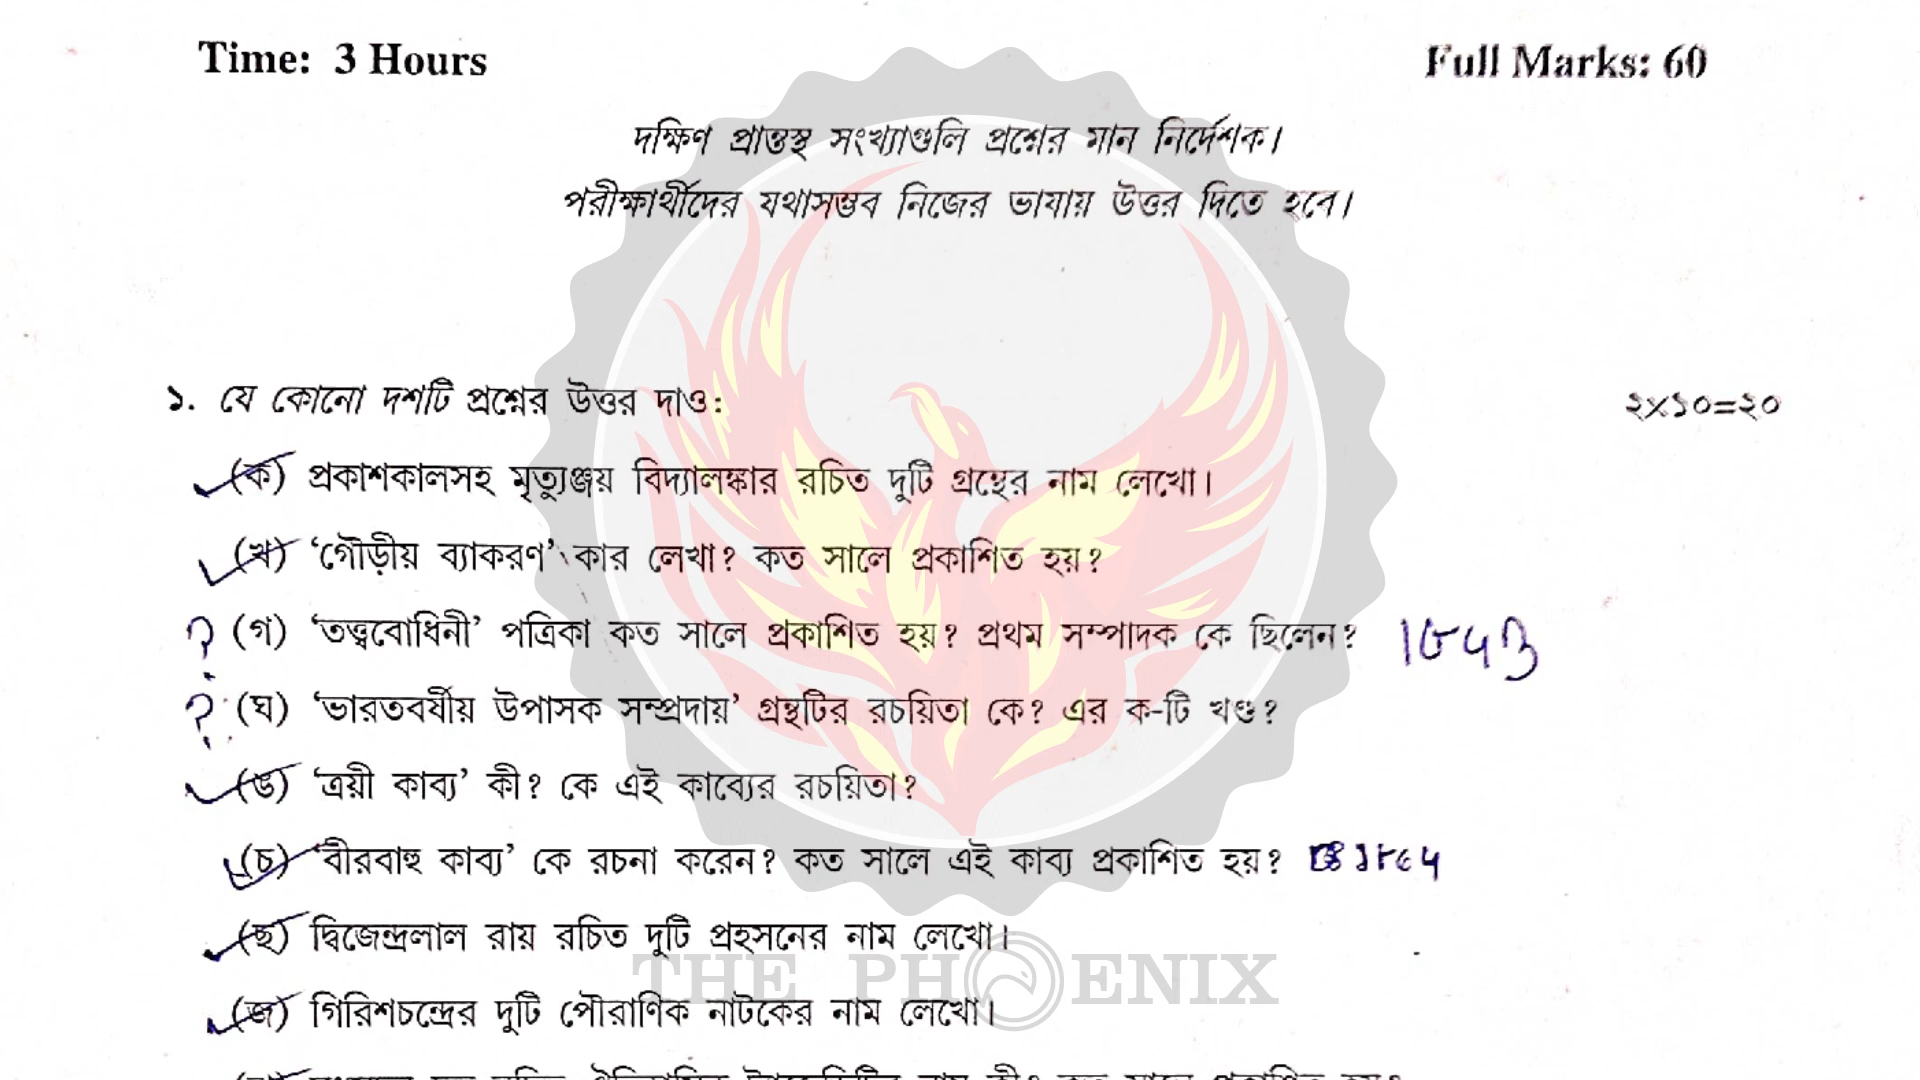 Time: 3 Hours Full Marks: 60
দক্ষিণ প্রান্তস্থ সংখ্যাগুলি প্রশ্নের মান নির্দেশক।
পরীক্ষার্থীদের যথাসম্ভব নিজের ভাষায় উত্তর দিতে হবে।
১. যে কোনো দশটি প্রশ্নের উত্তর দাও: ২×১০=২০
(ক) প্রকাশকালসহ মৃত্যুঞ্জয় বিদ্যালঙ্কার রচিত দুটি গ্রন্থের নাম লেখো।
(খ) ‘গৌড়ীয় ব্যাকরণ’ কার লেখা? কত সালে প্রকাশিত হয়?
? (গ) ‘তত্ত্ববোধিনী’ পত্রিকা কত সালে প্রকাশিত হয়? প্রথম সম্পাদক কে ছিলেন?
? (ঘ) ‘ভারতবর্ষীয় উপাসক সম্প্রদায়’ গ্রন্থটির রচয়িতা কে? এর ক-টি খণ্ড?
(ঙ) ‘ত্রয়ী কাব্য’ কী? কে এই কাব্যের রচয়িতা?
(চ) ‘বীরবাহু কাব্য’ কে রচনা করেন? কত সালে এই কাব্য প্রকাশিত হয়?
(ছ) দ্বিজেন্দ্রলাল রায় রচিত দুটি প্রহসনের নাম লেখো।
THE PHOENIX
(জ) গিরিশচন্দ্রের দুটি পৌরাণিক নাটকের নাম লেখো।